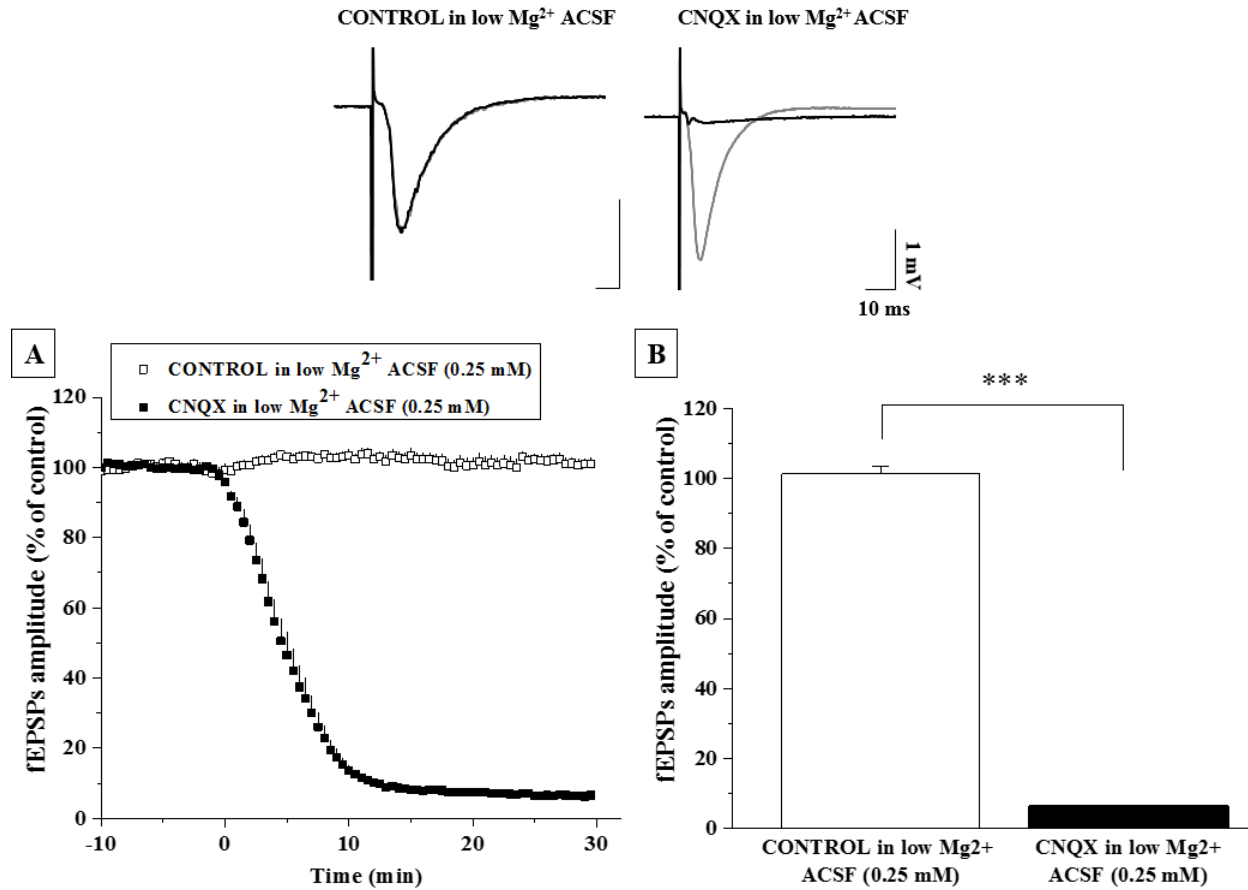 CONTROL in low Mg²⁺ ACSF
CNQX in low Mg²⁺ ACSF
1 mV
10 ms
A
CONTROL in low Mg²⁺ ACSF (0.25 mM)
CNQX in low Mg²⁺ ACSF (0.25 mM)
fEPSPs amplitude (% of control)
120
100
80
60
40
20
0
-10
0
10
20
30
Time (min)
B
***
fEPSPs amplitude (% of control)
120
100
80
60
40
20
0
CONTROL in low Mg2+
ACSF (0.25 mM)
CNQX in low Mg2+
ACSF (0.25 mM)